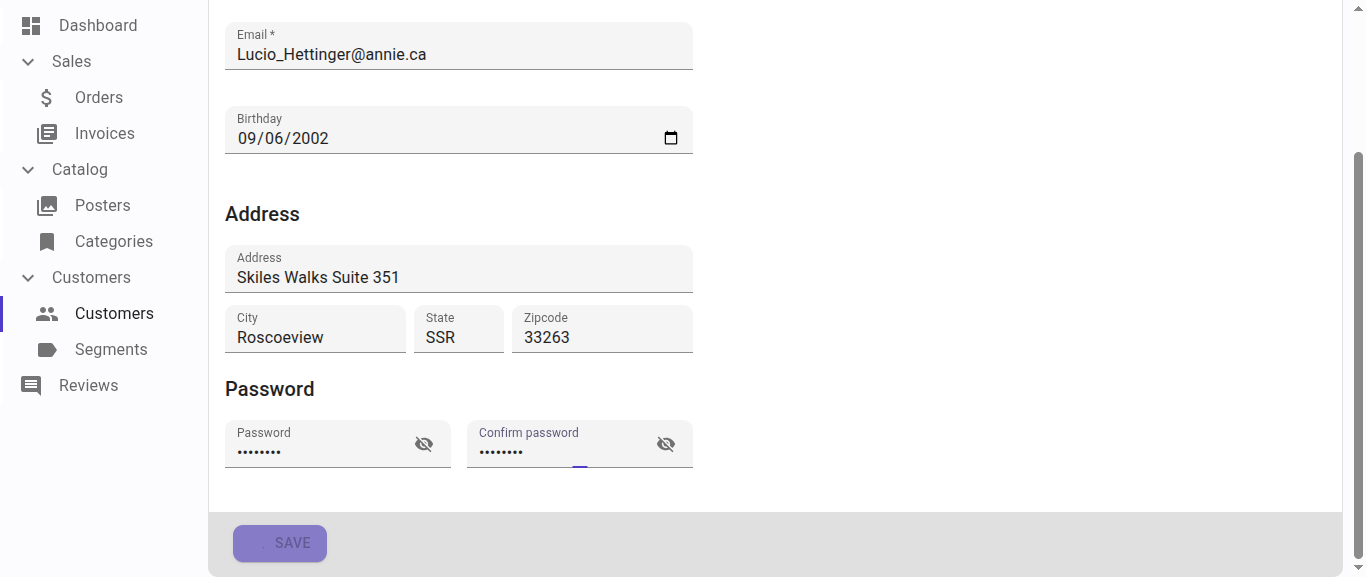 Dashboard
Sales
Orders
Invoices
Catalog
Posters
Categories
Customers
Customers
Segments
Reviews
Email *
Lucio_Hettinger@annie.ca
Birthday
09/06/2002
Address
Address
Skiles Walks Suite 351
City
Roscoeview
State
SSR
Zipcode
33263
Password
Password
••••••••
Confirm password
••••••••
SAVE